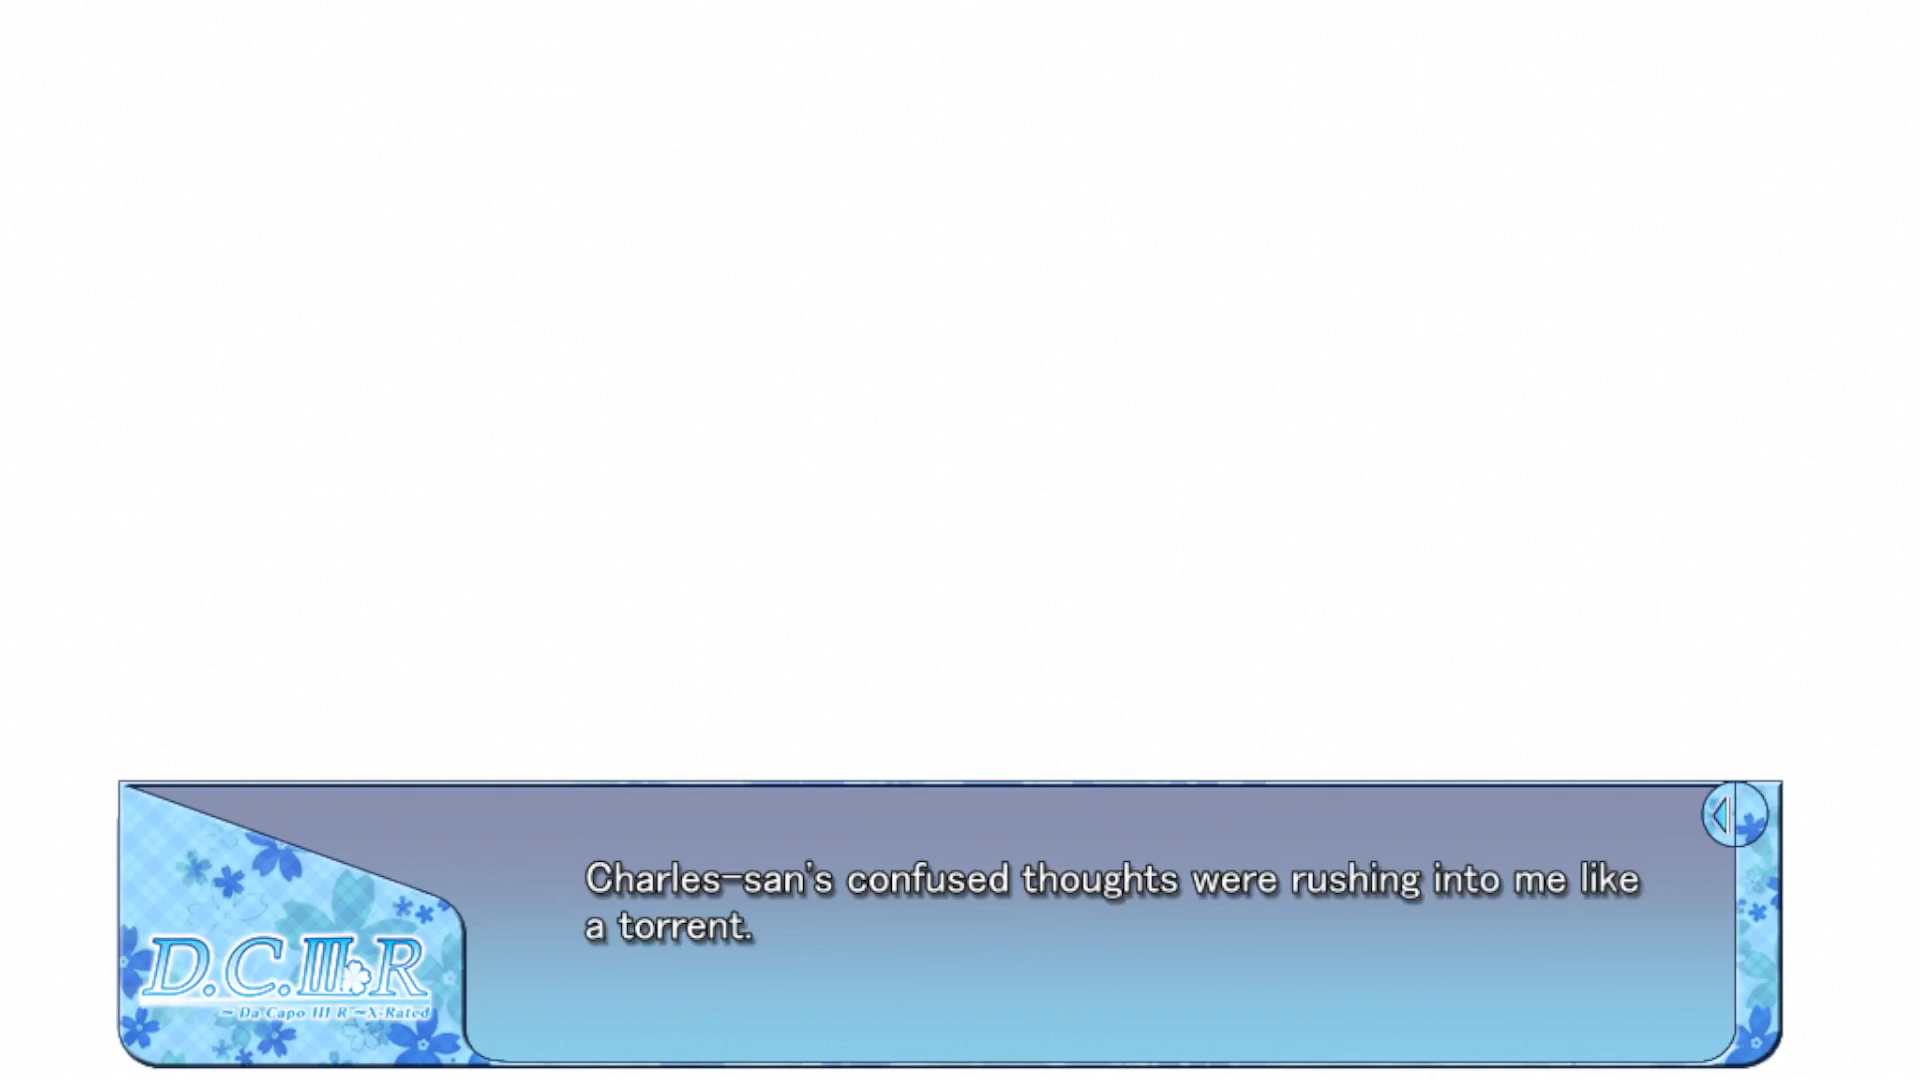 Charles-san's confused thoughts were rushing into me like
a torrent.
D.C.III R
~ Da Capo III R ~X-Rated